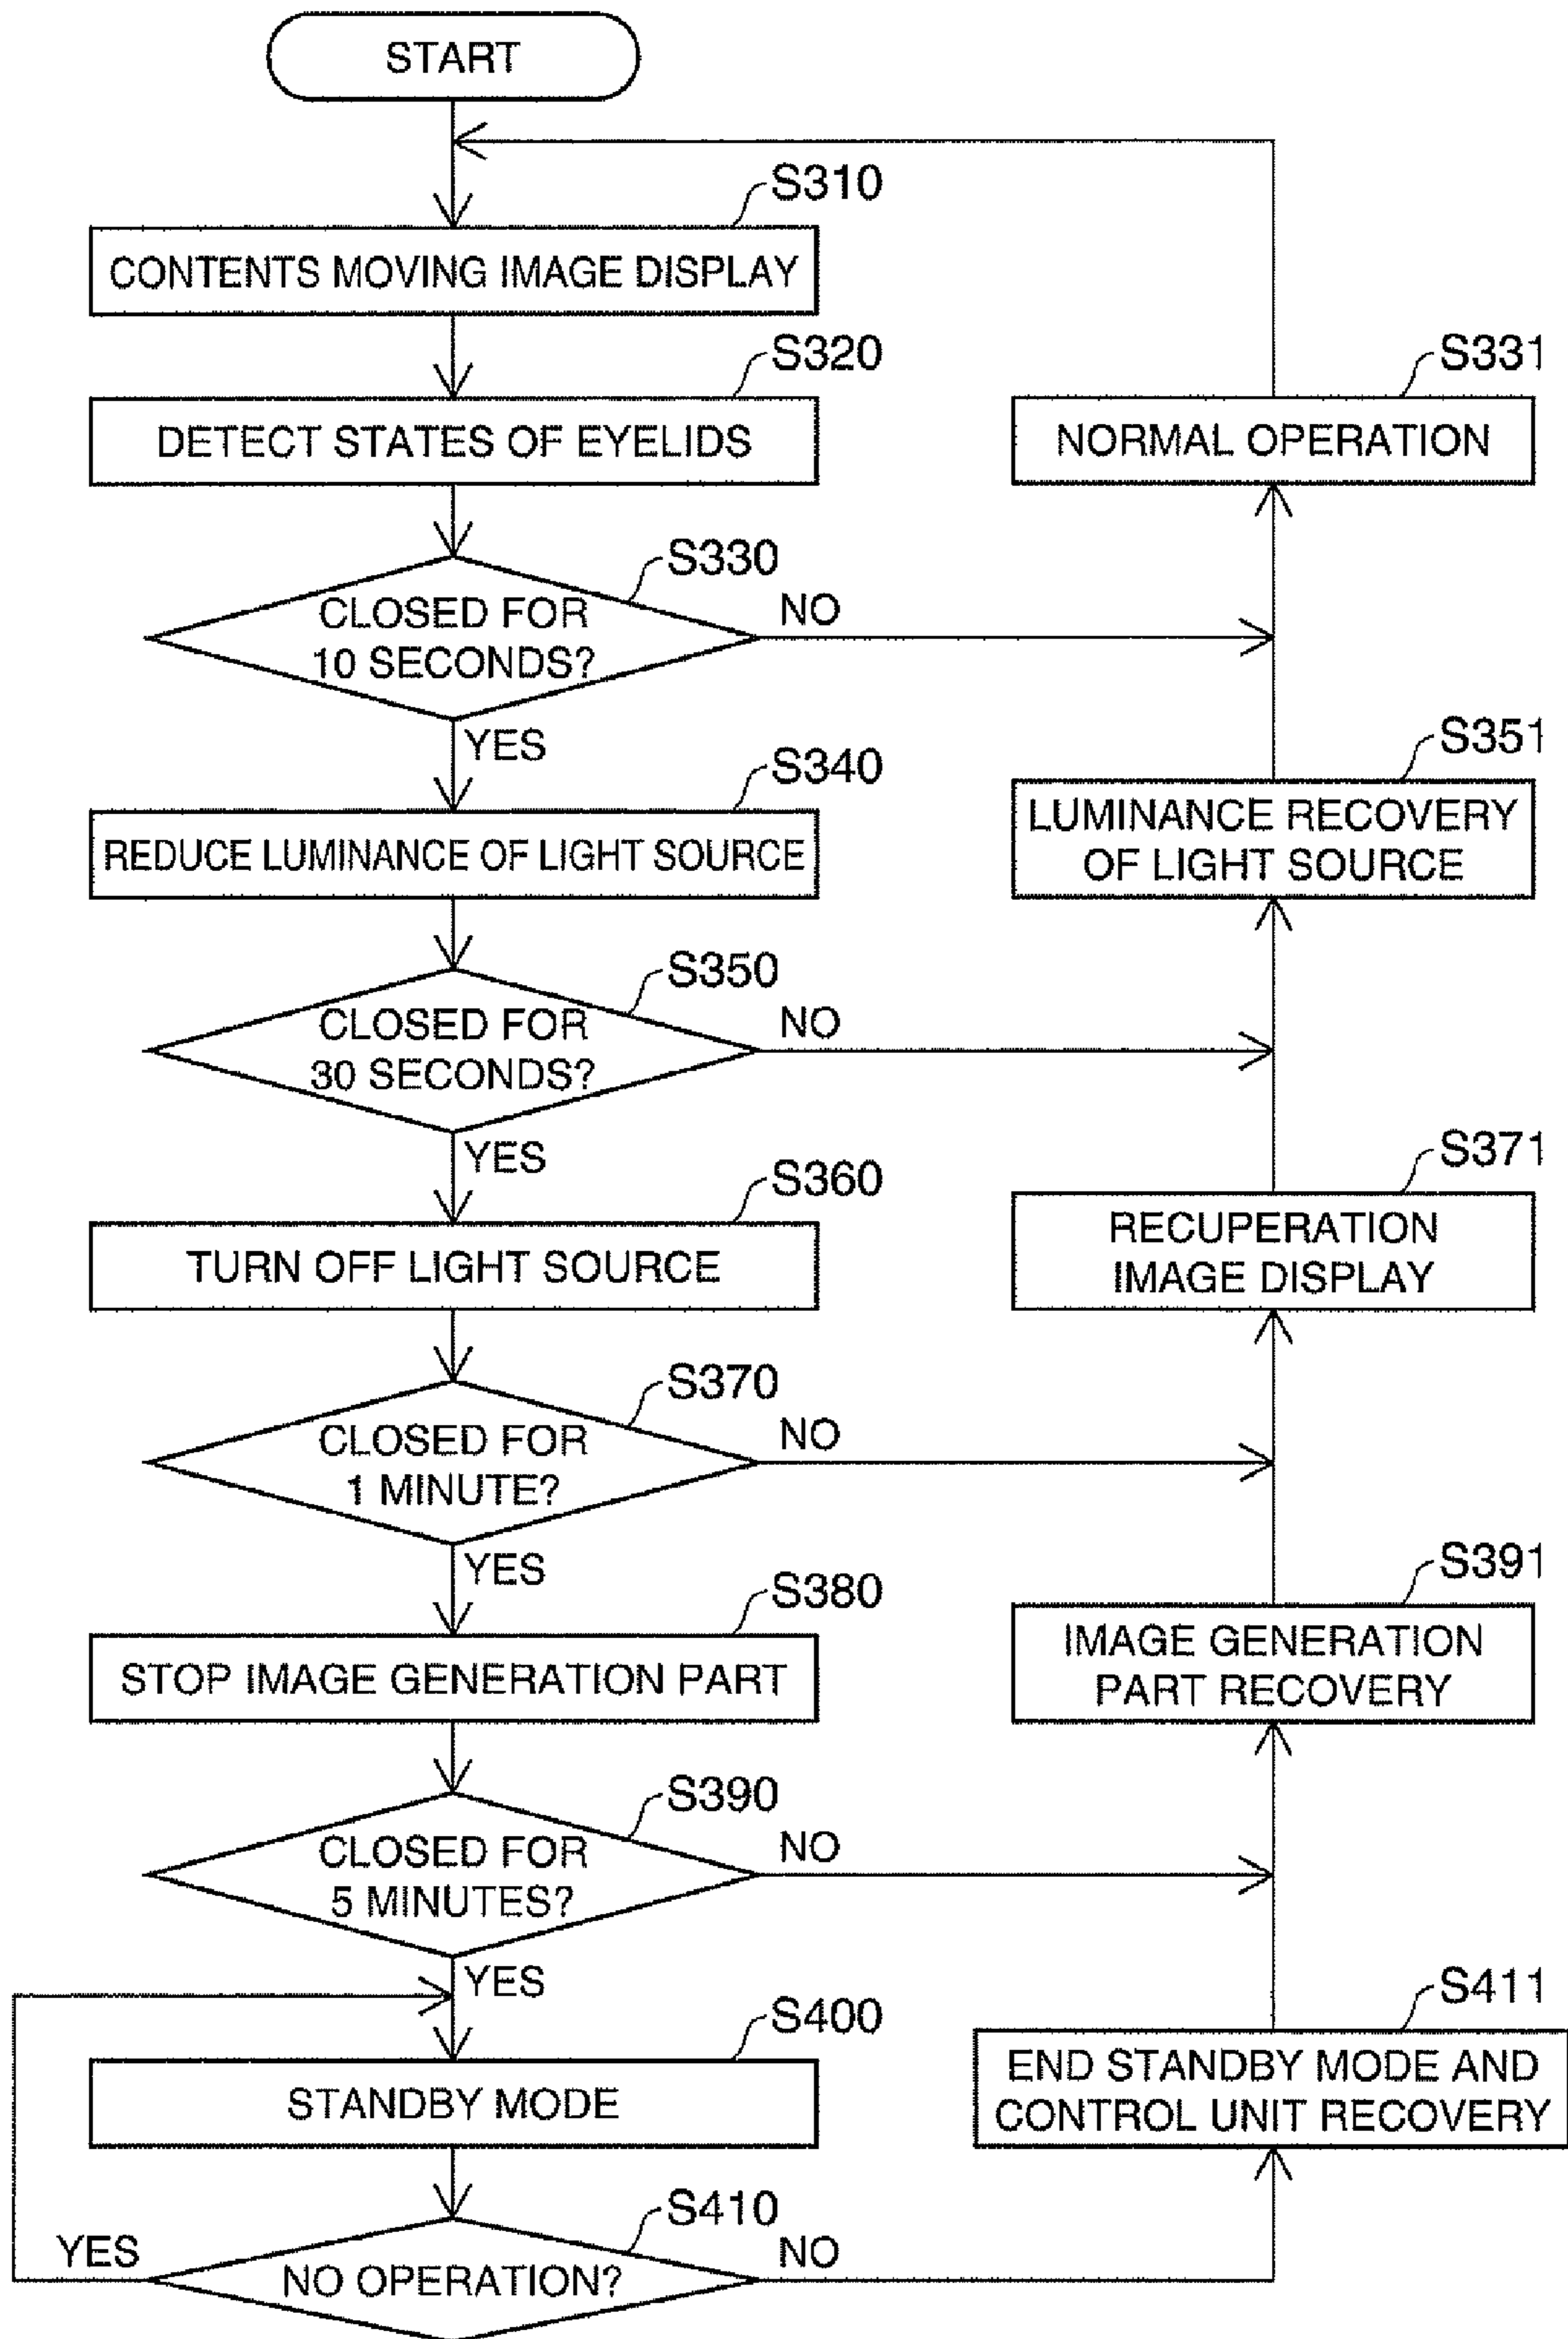 START
S310
CONTENTS MOVING IMAGE DISPLAY
S320
DETECT STATES OF EYELIDS
S331
NORMAL OPERATION
S330
CLOSED FOR
10 SECONDS?
NO
YES
S340
REDUCE LUMINANCE OF LIGHT SOURCE
S351
LUMINANCE RECOVERY
OF LIGHT SOURCE
S350
CLOSED FOR
30 SECONDS?
NO
YES
S360
TURN OFF LIGHT SOURCE
S371
RECUPERATION
IMAGE DISPLAY
S370
CLOSED FOR
1 MINUTE?
NO
YES
S380
STOP IMAGE GENERATION PART
S391
IMAGE GENERATION
PART RECOVERY
S390
CLOSED FOR
5 MINUTES?
NO
YES
S400
STANDBY MODE
S411
END STANDBY MODE AND
CONTROL UNIT RECOVERY
S410
YES
NO OPERATION?
NO